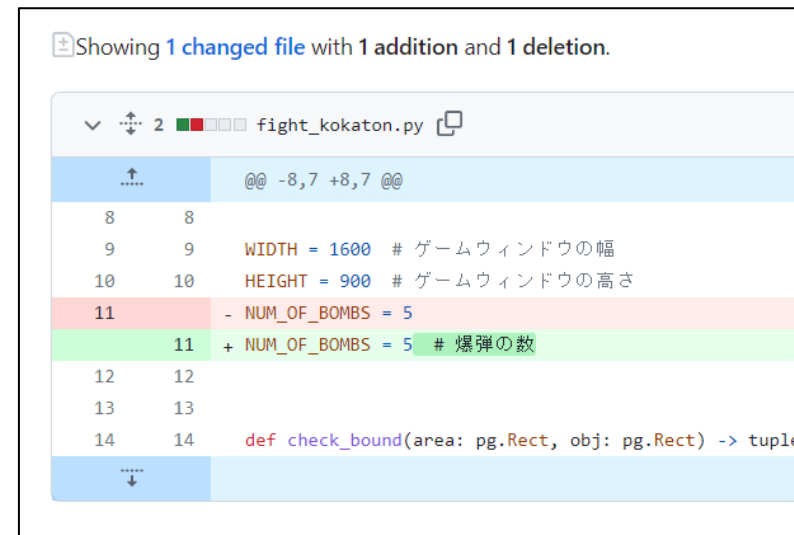 Showing 1 changed file with 1 addition and 1 deletion.
2 fight_kokaton.py
@@ -8,7 +8,7 @@
8 8
9 9 WIDTH = 1600  # ゲームウィンドウの幅
10 10 HEIGHT = 900  # ゲームウィンドウの高さ
11 - NUM_OF_BOMBS = 5
11 + NUM_OF_BOMBS = 5  # 爆弾の数
12 12
13 13
14 14 def check_bound(area: pg.Rect, obj: pg.Rect) -> tuple